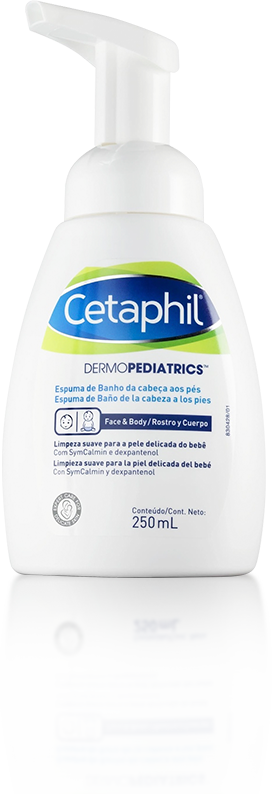 Cetaphil®
DERMOPEDIATRICS™
Espuma de Banho da cabeça aos pés
Espuma de Baño de la cabeza a los pies
Face & Body/Rostro y Cuerpo
Limpeza suave para a pele delicada do bebê
Com SymCalmin e dexpantenol
Limpieza suave para la piel delicada del bebé
Con SymCalmin y dexpantenol
Conteúdo/Cont. Neto:
250mL